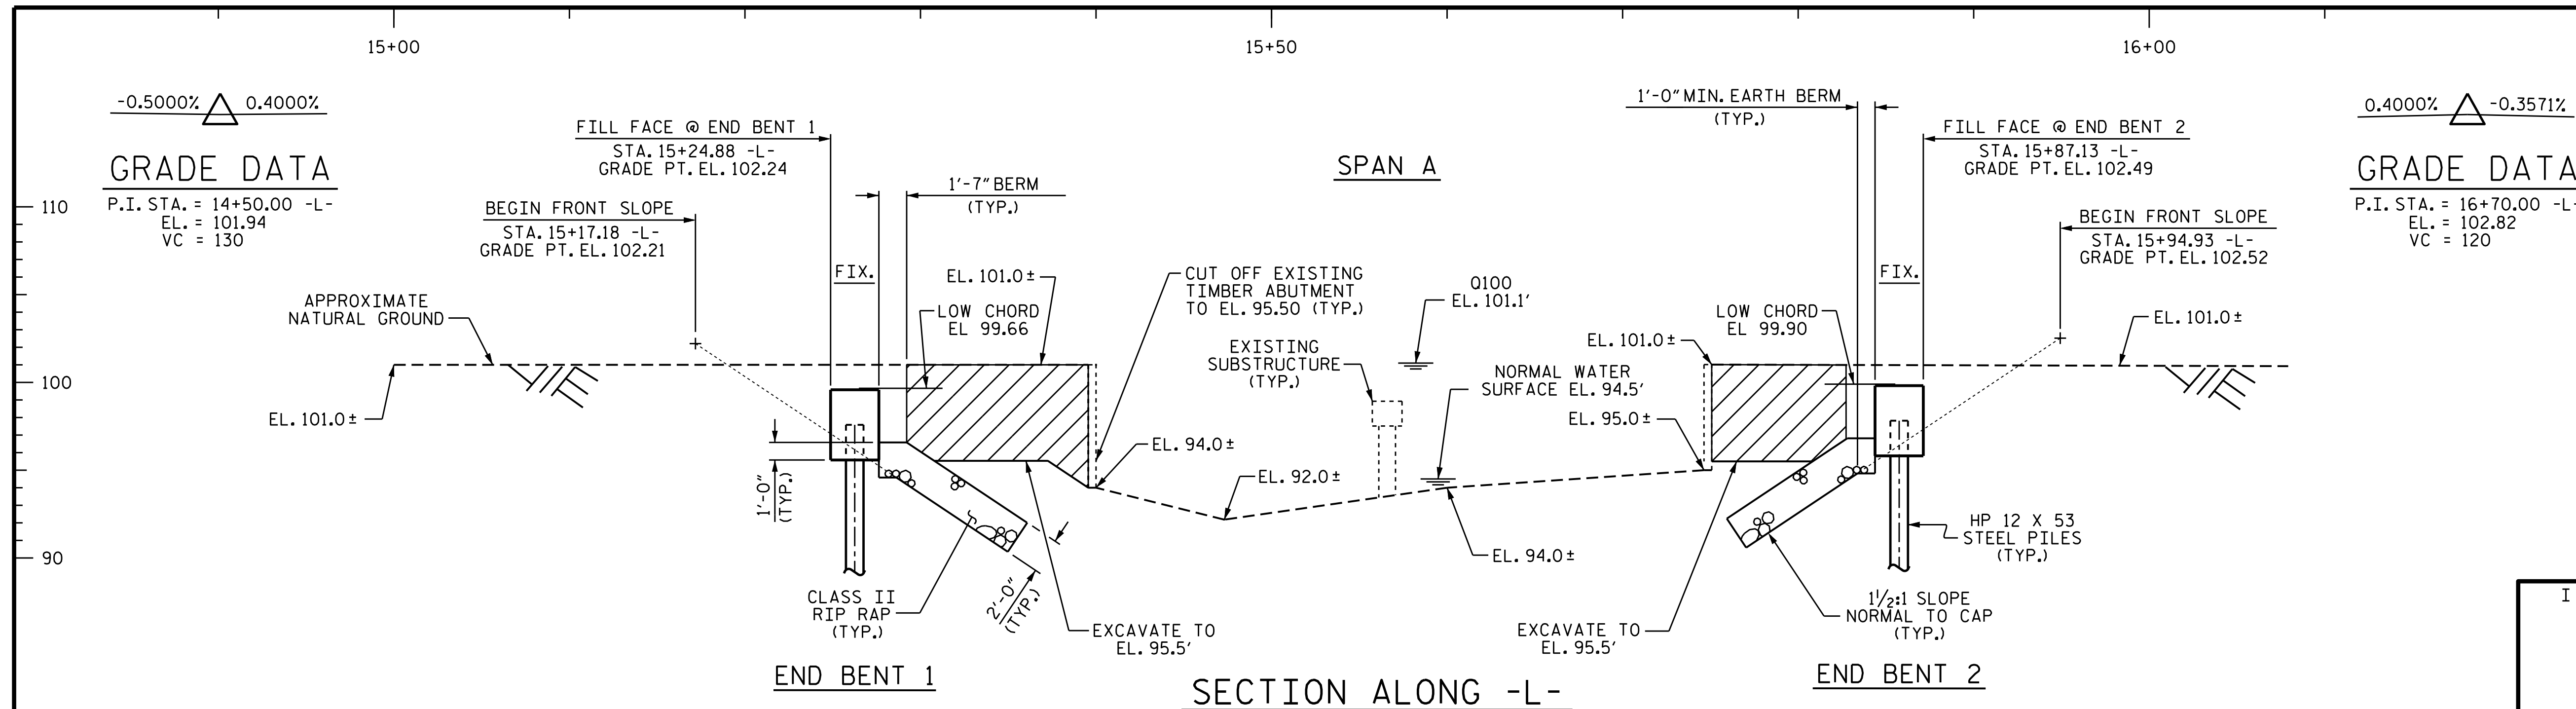 15+00
15+50
16+00
-0.5000% 0.4000%
GRADE DATA
P.I. STA. = 14+50.00 -L-
EL. = 101.94
VC = 130
110
100
90
FILL FACE @ END BENT 1
STA. 15+24.88 -L-
GRADE PT. EL. 102.24
BEGIN FRONT SLOPE
STA. 15+17.18 -L-
GRADE PT. EL. 102.21
1'-7" BERM
(TYP.)
FIX.
EL. 101.0±
LOW CHORD
EL 99.66
APPROXIMATE
NATURAL GROUND
EL. 101.0±
1'-0"
(TYP.)
CLASS II
RIP RAP
(TYP.)
2'-0"
(TYP.)
END BENT 1
SPAN A
CUT OFF EXISTING
TIMBER ABUTMENT
TO EL. 95.50 (TYP.)
EL. 94.0±
EL. 92.0±
EXCAVATE TO
EL. 95.5'
EXISTING
SUBSTRUCTURE
(TYP.)
Q100
EL. 101.1'
NORMAL WATER
SURFACE EL. 94.5'
EL. 94.0±
SECTION ALONG -L-
1'-0" MIN. EARTH BERM
(TYP.)
EL. 101.0±
EL. 95.0±
LOW CHORD
EL 99.90
FIX.
EXCAVATE TO
EL. 95.5'
1½:1 SLOPE
NORMAL TO CAP
(TYP.)
HP 12 X 53
STEEL PILES
(TYP.)
END BENT 2
FILL FACE @ END BENT 2
STA. 15+87.13 -L-
GRADE PT. EL. 102.49
BEGIN FRONT SLOPE
STA. 15+94.93 -L-
GRADE PT. EL. 102.52
EL. 101.0±
0.4000% -0.3571%
GRADE DATA
P.I. STA. = 16+70.00 -L-
EL. = 102.82
VC = 120
I